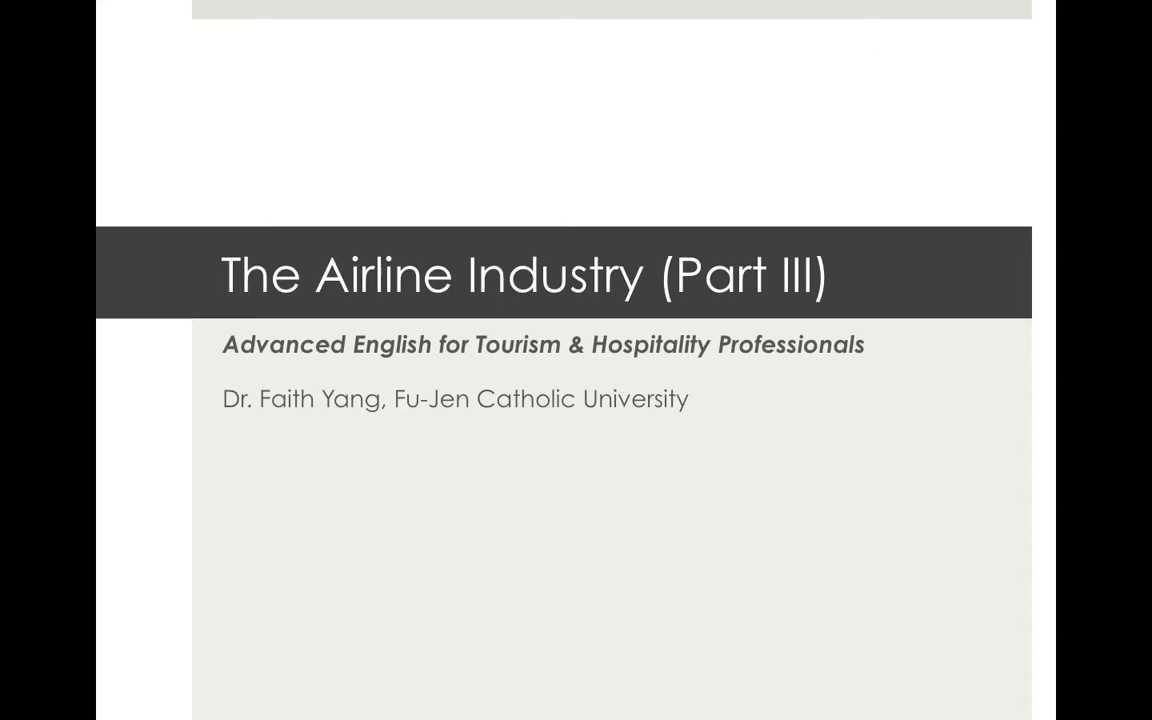 The Airline Industry (Part III)
Advanced English for Tourism & Hospitality Professionals
Dr. Faith Yang, Fu-Jen Catholic University